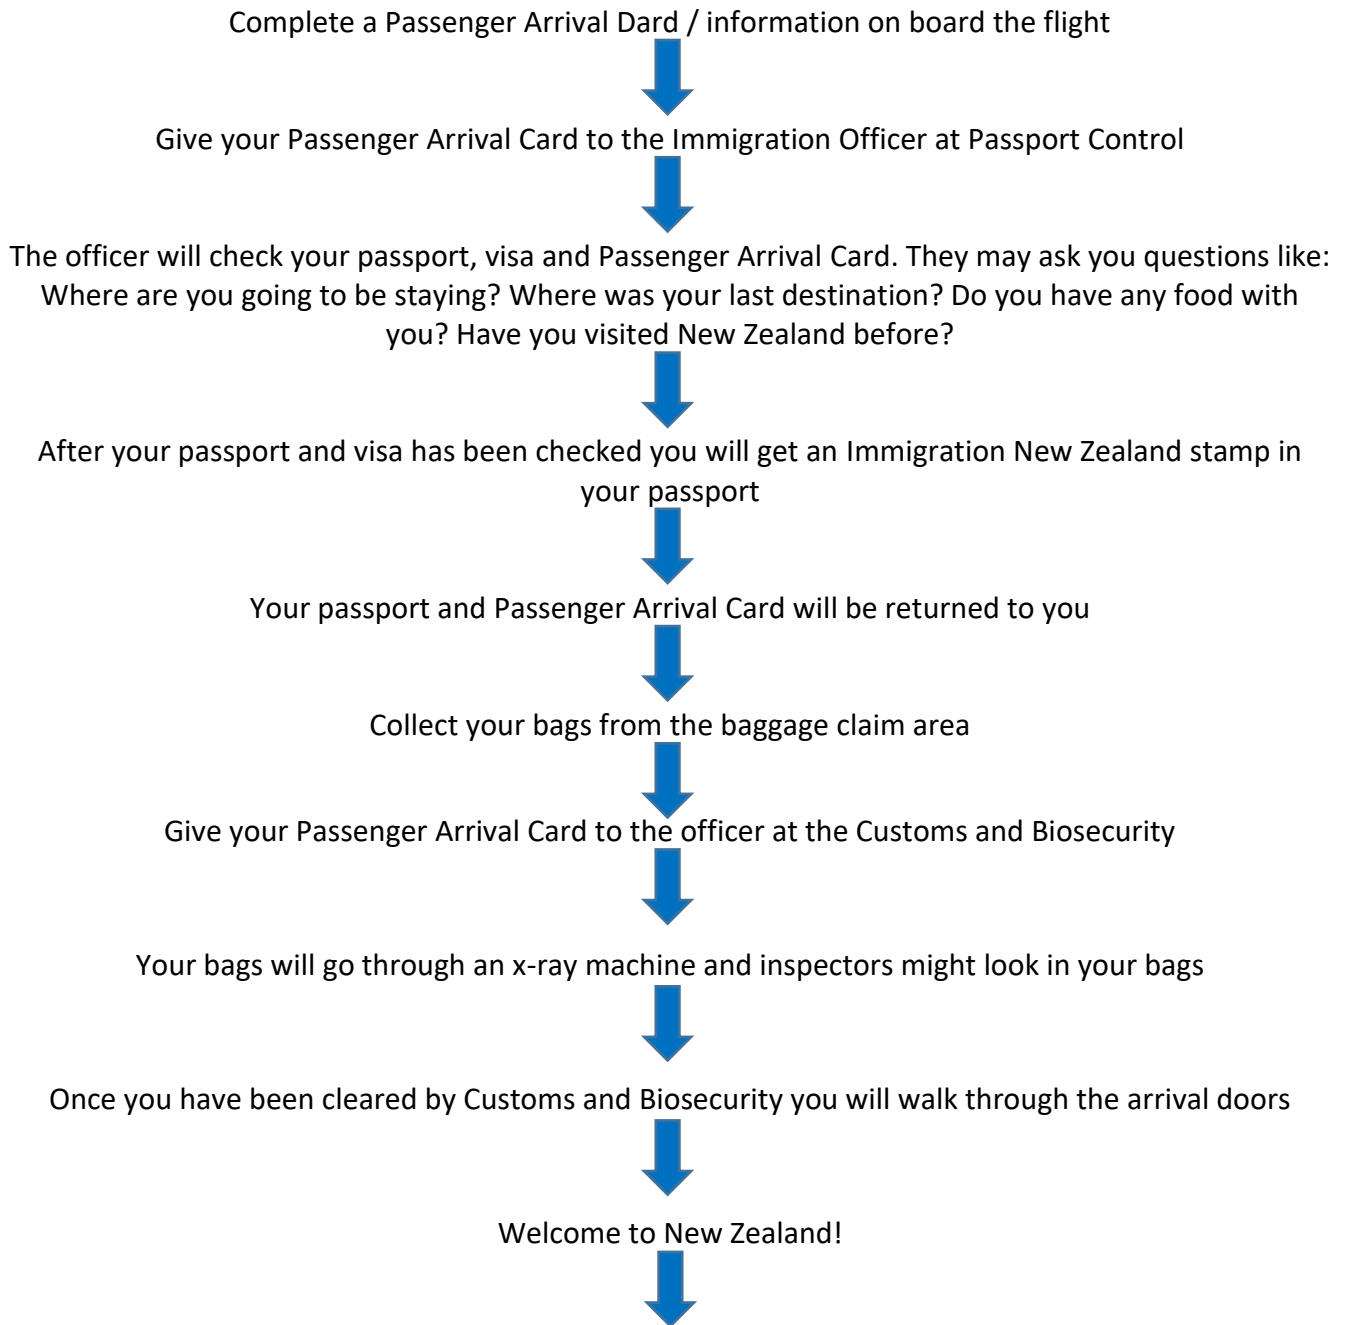 Complete a Passenger Arrival Dard / information on board the flight
Give your Passenger Arrival Card to the Immigration Officer at Passport Control
The officer will check your passport, visa and Passenger Arrival Card. They may ask you questions like:
Where are you going to be staying? Where was your last destination? Do you have any food with
you? Have you visited New Zealand before?
After your passport and visa has been checked you will get an Immigration New Zealand stamp in
your passport
Your passport and Passenger Arrival Card will be returned to you
Collect your bags from the baggage claim area
Give your Passenger Arrival Card to the officer at the Customs and Biosecurity
Your bags will go through an x-ray machine and inspectors might look in your bags
Once you have been cleared by Customs and Biosecurity you will walk through the arrival doors
Welcome to New Zealand!